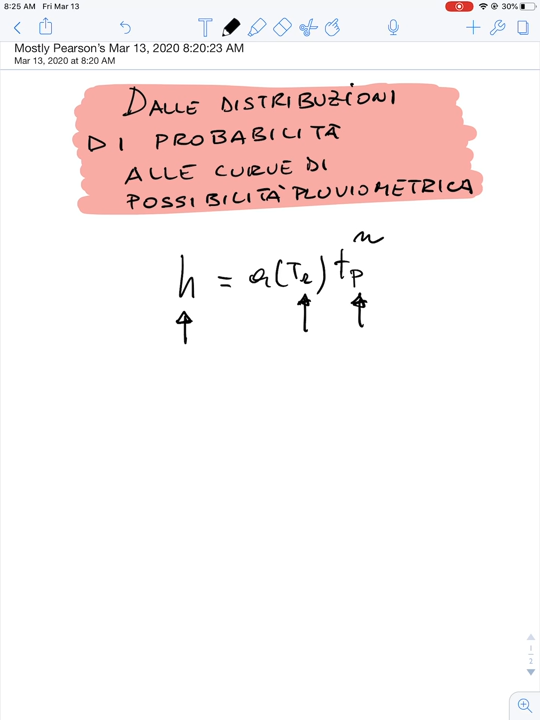 8:25 AM Fri Mar 13
30%
T
Mostly Pearson's Mar 13, 2020 8:20:23 AM
Mar 13, 2020 at 8:20 AM
DALLE DISTRIBUZIONI
DI PROBABILITÀ
ALLE CURVE DI
POSSIBILITÀ PLUVIOMETRICA
h = a(Tr) tp^n
1
2